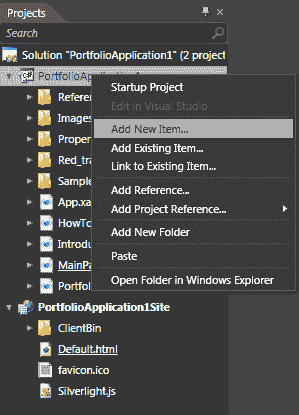 Projects
Search
Solution "PortfolioApplication1" (2 project
Startup Project
Referen
Edit in Visual Studio
Images
Add New Item...
Proper
Add Existing Item...
Red_tra
Link to Existing Item...
Sample
Add Reference...
App.xa
Add Project Reference...
HowTo
Add New Folder
Introdu
MainPa
Paste
Portfol
Open Folder in Windows Explorer
PortfolioApplication1Site
ClientBin
Default.html
favicon.ico
Silverlight.js